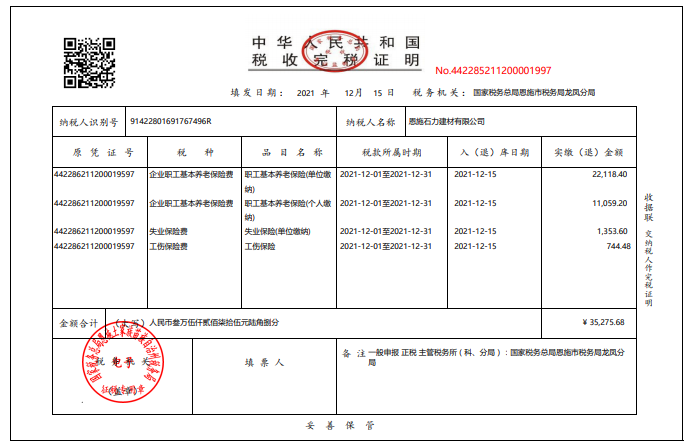 中华人民共和国
税收完税证明
No.442285211200001997
填发日期： 2021 年 12月 15日 税务机关： 国家税务总局恩施市税务局龙凤分局
纳税人识别号 91422801691767496R 纳税人名称 恩施石力建材有限公司
原凭证号 税种 品目名称 税款所属时期 入（退）库日期 实缴（退）金额
442286211200019597 企业职工基本养老保险费 职工基本养老保险(单位缴纳) 2021-12-01至2021-12-31 2021-12-15 22,118.40
442286211200019597 企业职工基本养老保险费 职工基本养老保险(个人缴纳) 2021-12-01至2021-12-31 2021-12-15 11,059.20
442286211200019597 失业保险费 失业保险(单位缴纳) 2021-12-01至2021-12-31 2021-12-15 1,353.60
442286211200019597 工伤保险费 工伤保险 2021-12-01至2021-12-31 2021-12-15 744.48
金额合计 （大写）人民币叁万伍仟贰佰柒拾伍元陆角捌分 ¥ 35,275.68
税务机关
（盖章）
填票人
备注 一般申报 正税 主管税务所（科、分局）：国家税务总局恩施市税务局龙凤分
局
收据联 交纳税人作完税证明
妥善保管